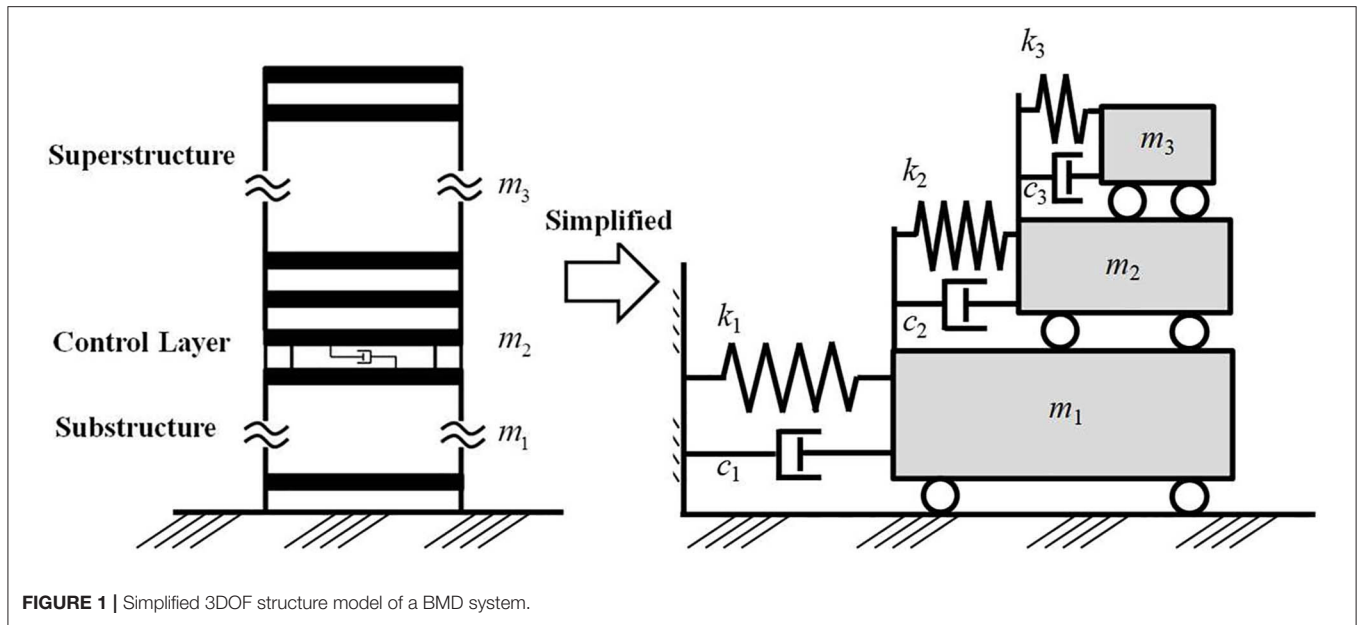 Superstructure
m3
Control Layer
m2
Substructure
m1
Simplified
k3
m3
c3
k2
m2
c2
k1
m1
c1
FIGURE 1 | Simplified 3DOF structure model of a BMD system.